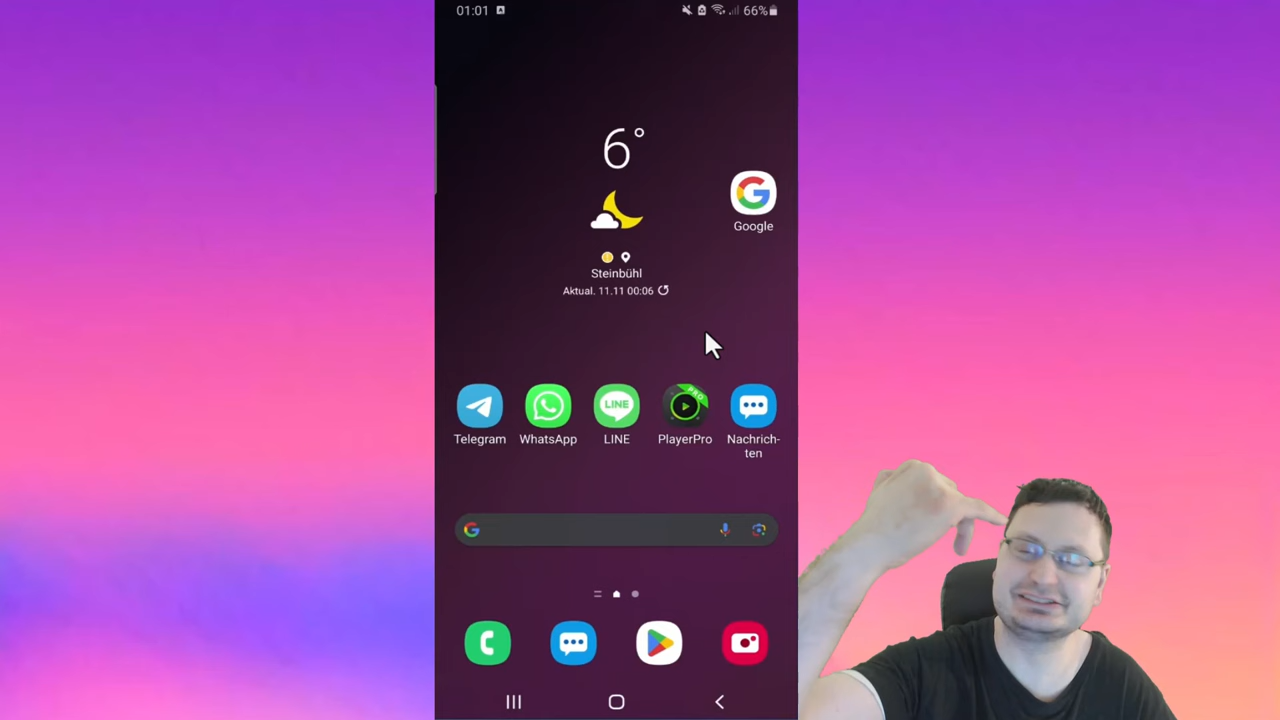 01:01
66%
6°
Google
Steinbühl
Aktual. 11.11 00:06
LINE
PRO
Telegram
WhatsApp
LINE
PlayerPro
Nachrich-
ten